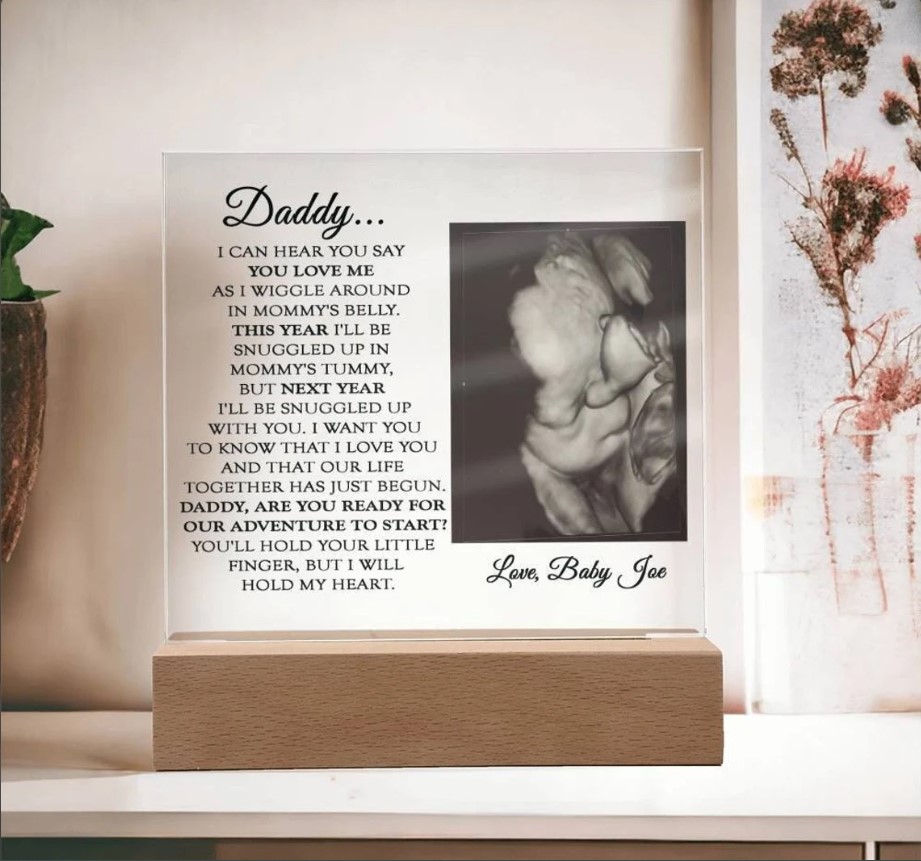 Daddy...
I CAN HEAR YOU SAY
YOU LOVE ME
AS I WIGGLE AROUND
IN MOMMY'S BELLY.
THIS YEAR I'LL BE
SNUGGLED UP IN
MOMMY'S TUMMY,
BUT NEXT YEAR
I'LL BE SNUGGLED UP
WITH YOU. I WANT YOU
TO KNOW THAT I LOVE YOU
AND THAT OUR LIFE
TOGETHER HAS JUST BEGUN.
DADDY, ARE YOU READY FOR
OUR ADVENTURE TO START?
YOU'LL HOLD YOUR LITTLE
FINGER, BUT I WILL
HOLD MY HEART.
Love, Baby Joe